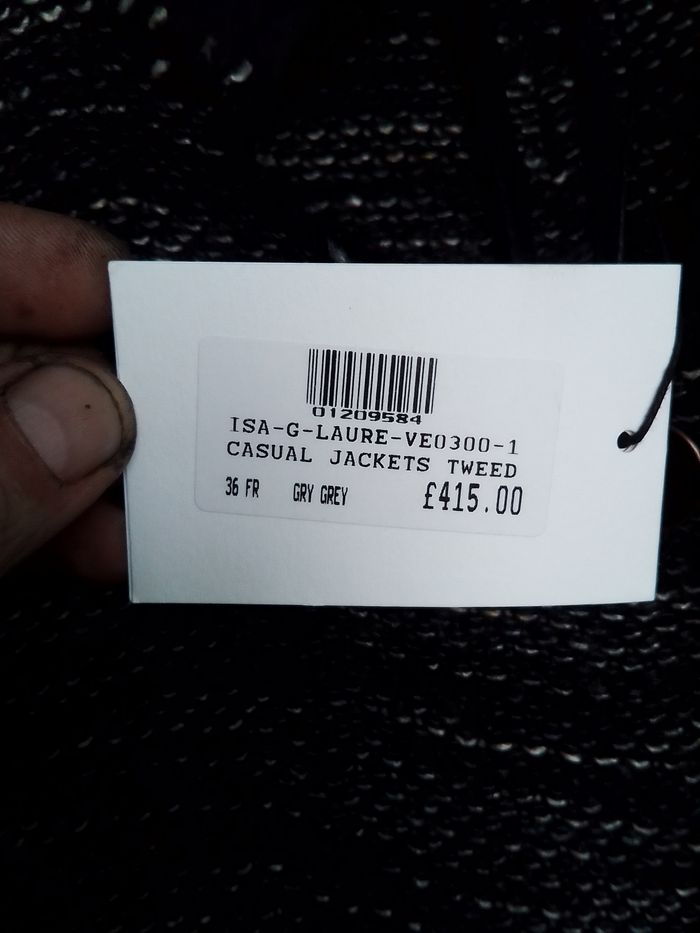 01209584
ISA-G-LAURE-VE0300-1
CASUAL JACKETS TWEED
36 FR GRY GREY £415.00